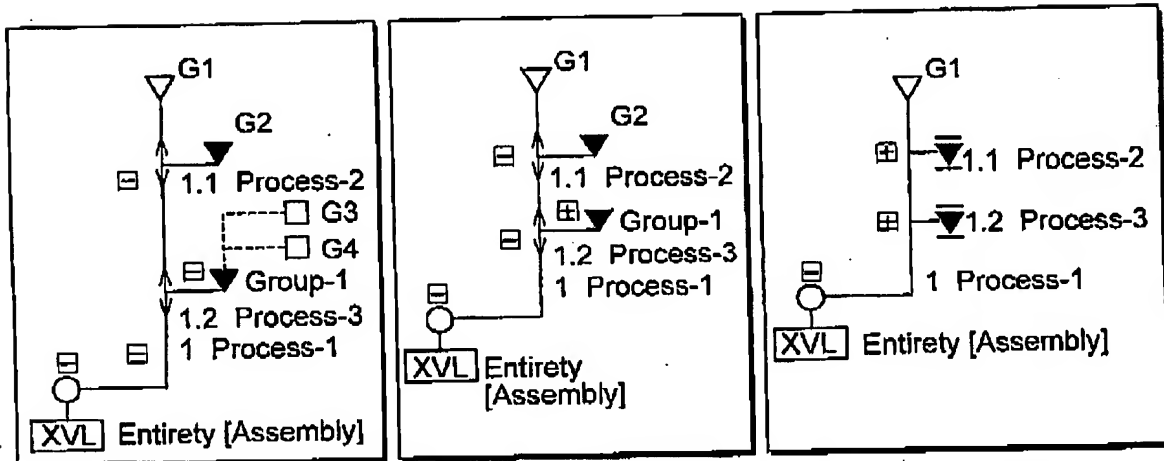 G1
G2
1.1 Process-2
G3
G4
Group-1
1.2 Process-3
1 Process-1
XVL Entirety [Assembly]
G1
G2
1.1 Process-2
Group-1
1.2 Process-3
1 Process-1
XVL Entirety
[Assembly]
G1
1.1 Process-2
1.2 Process-3
1 Process-1
XVL Entirety [Assembly]